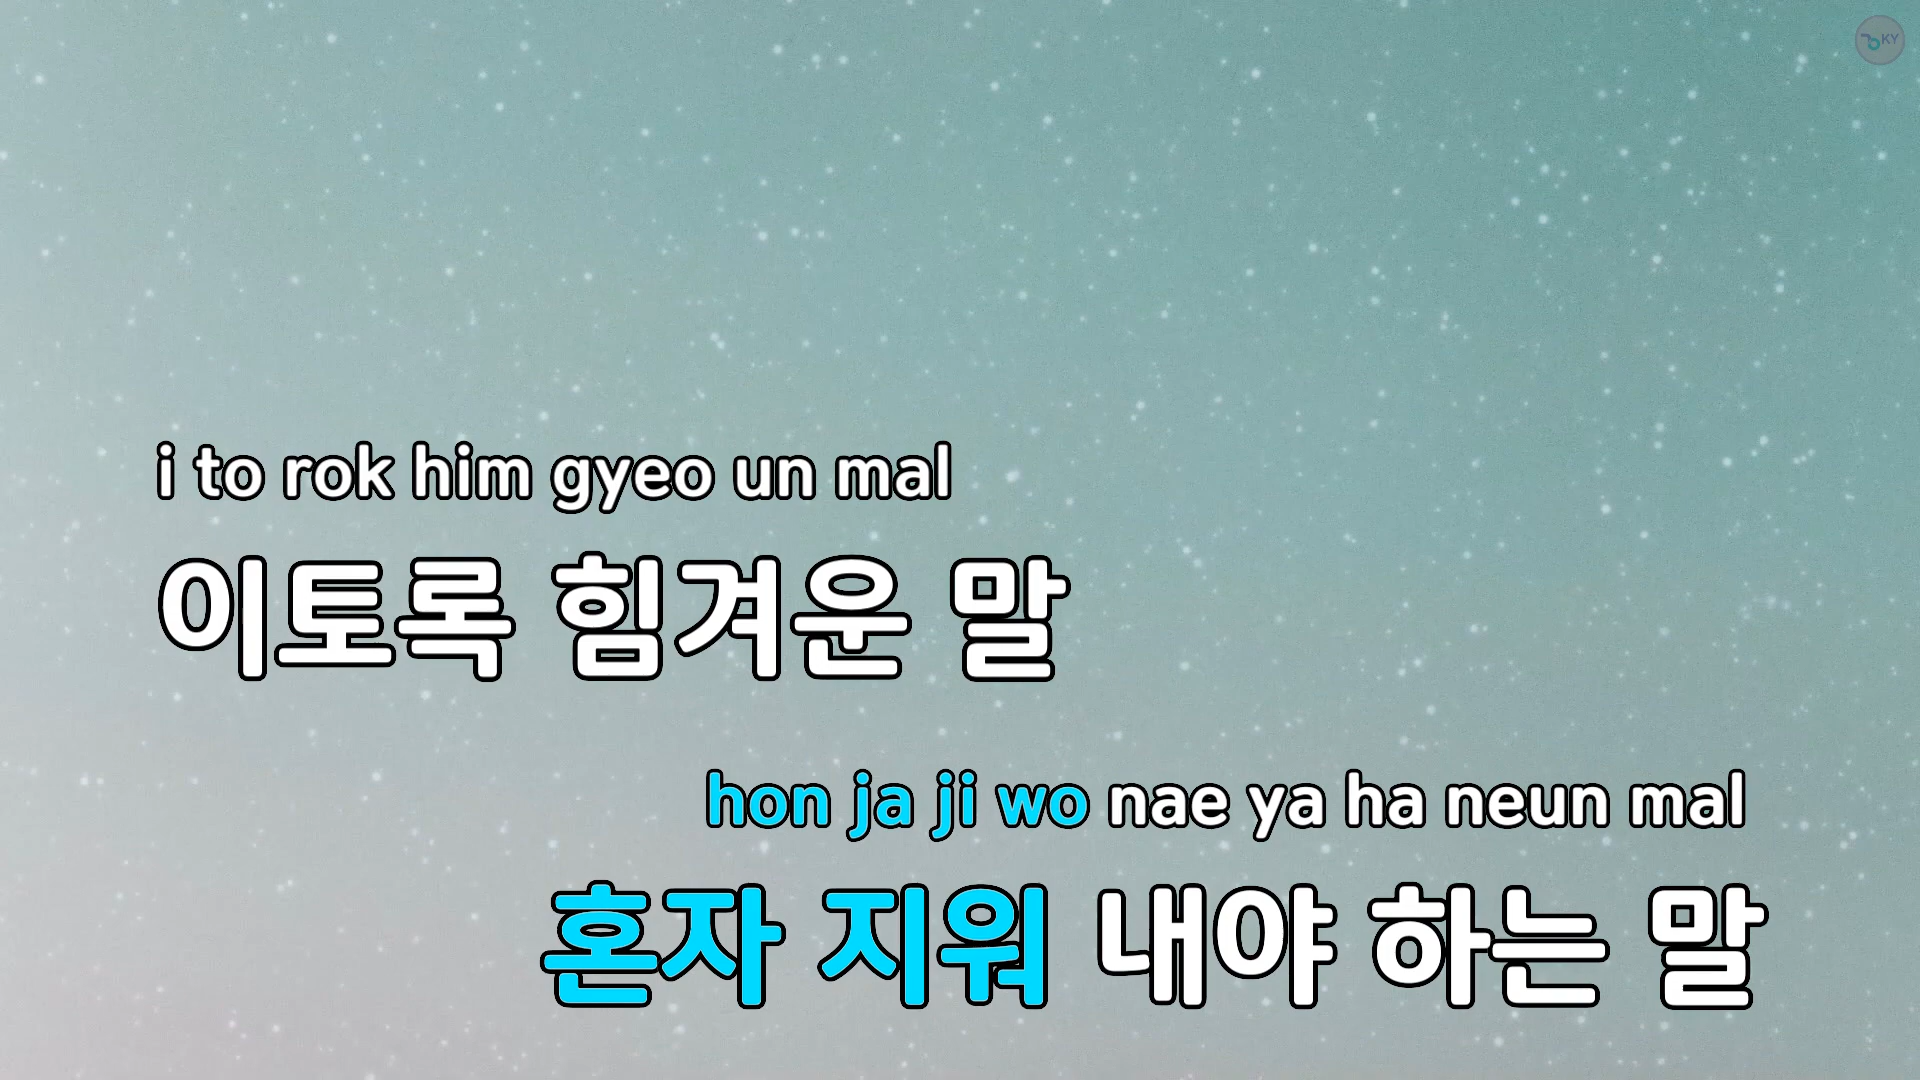 KY
i to rok him gyeo un mal
이토록 힘겨운 말
hon ja ji wo nae ya ha neun mal
혼자 지워 내야 하는 말